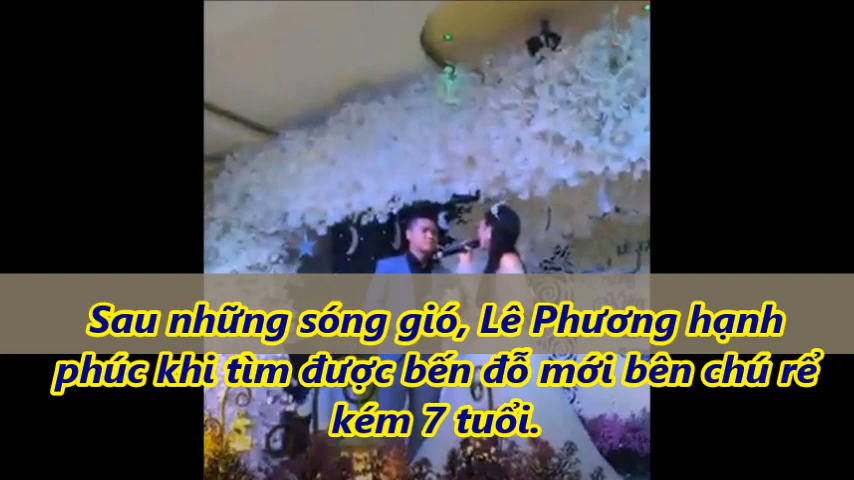 Sau những sóng gió, Lê Phương hạnh
phúc khi tìm được bến đỗ mới bên chú rể
kém 7 tuổi.